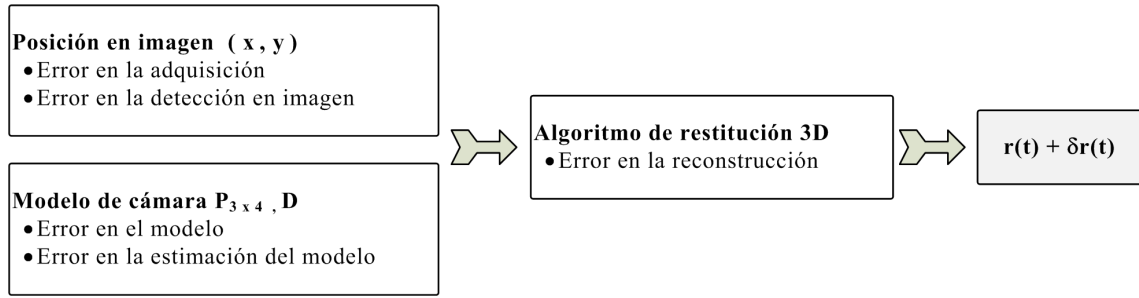 Posición en imagen ( x , y )
• Error en la adquisición
• Error en la detección en imagen
Modelo de cámara P3 x 4 , D
• Error en el modelo
• Error en la estimación del modelo
Algoritmo de restitución 3D
• Error en la reconstrucción
r(t) + δr(t)